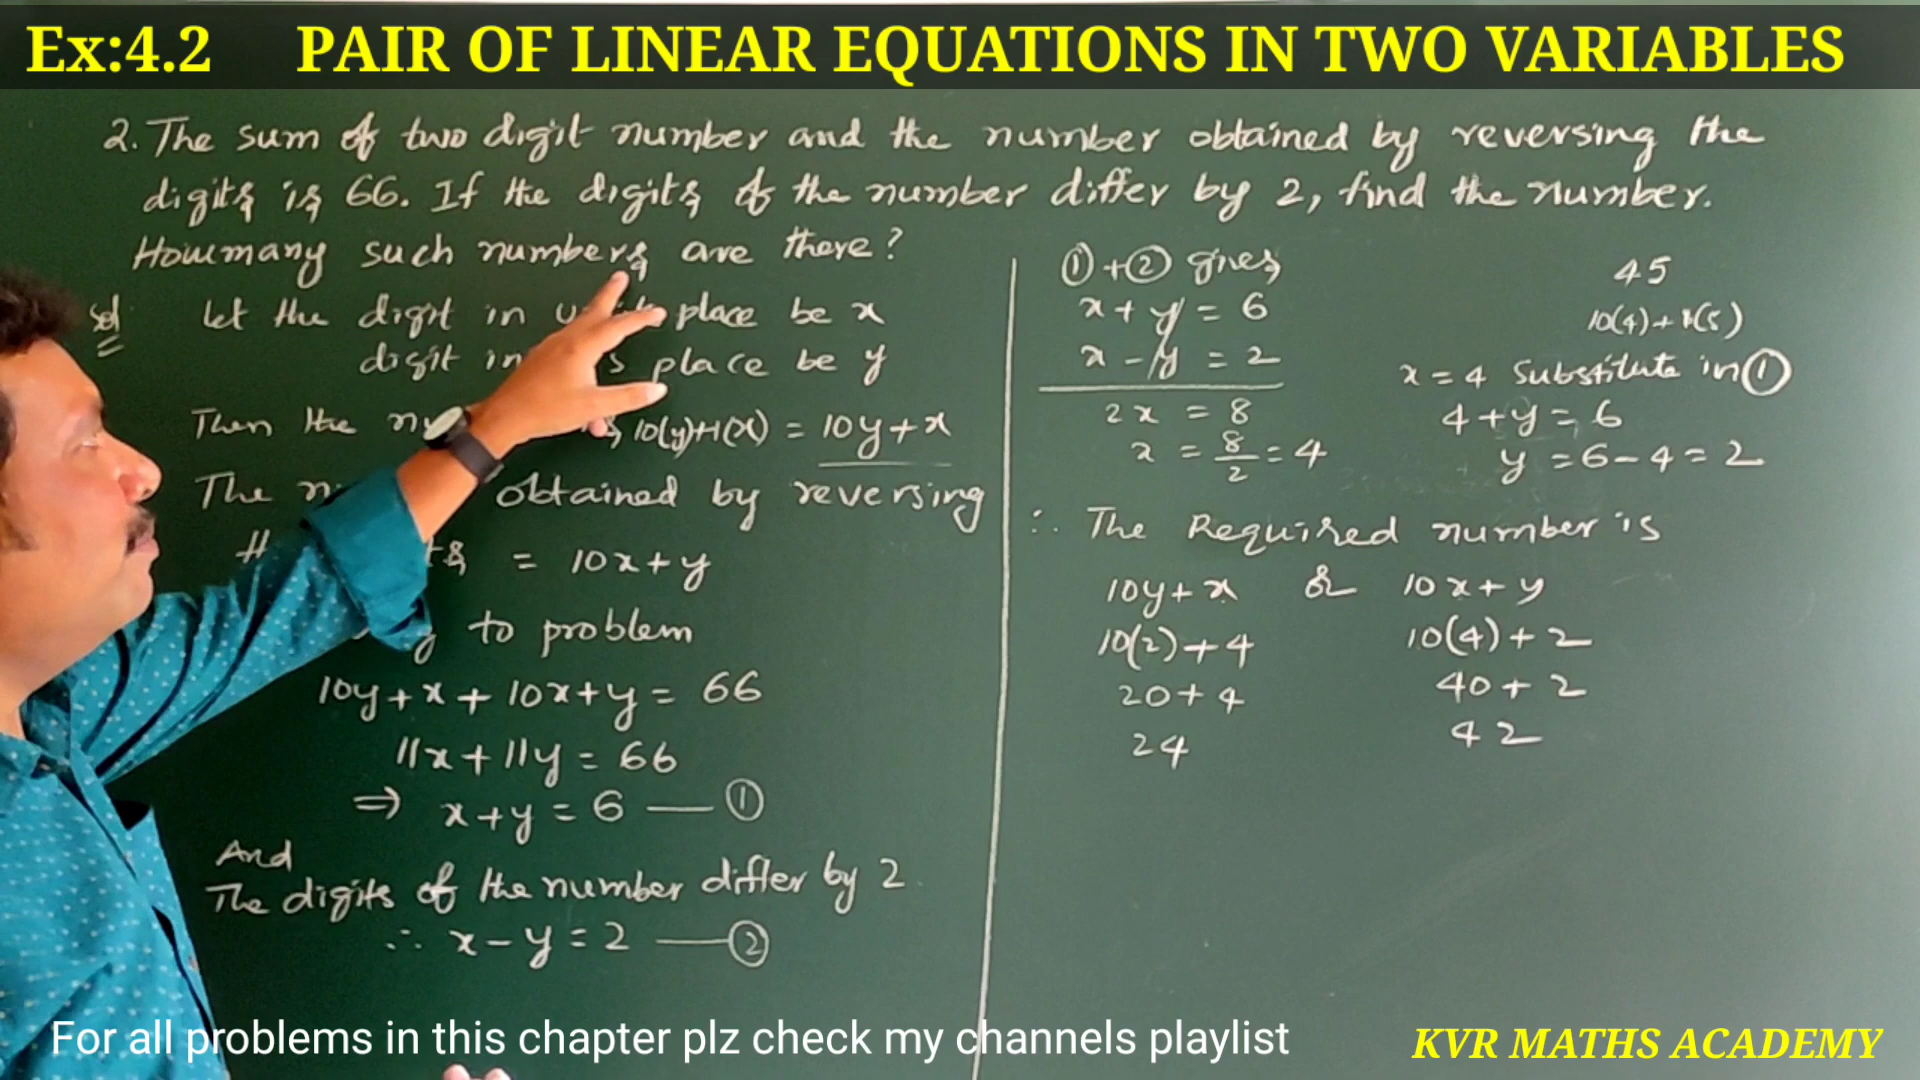 Ex:4.2 PAIR OF LINEAR EQUATIONS IN TWO VARIABLES
2. The sum of two digit number and the number obtained by reversing the
digits is 66. If the digits of the number differ by 2, find the number.
How many such numbers are there?
Sol Let the digit in place be x
digit in place be y
Then the 10(y)+1(x) = 10y+x
The obtained by reversing
= 10x+y
to problem
10y+x+10x+y = 66
11x+11y = 66
⇒ x+y = 6 — ①
And
The digits of the number differ by 2
∴ x-y = 2 — ②
①+② gives
x+y = 6
x-y = 2
2x = 8
x = 8/2 = 4
45
10(4)+1(5)
x=4 Substitute in ①
4+y = 6
y = 6-4 = 2
∴ The Required number is
10y+x & 10x+y
10(2)+4 10(4)+2
20+4 40+2
24 42
For all problems in this chapter plz check my channels playlist
KVR MATHS ACADEMY